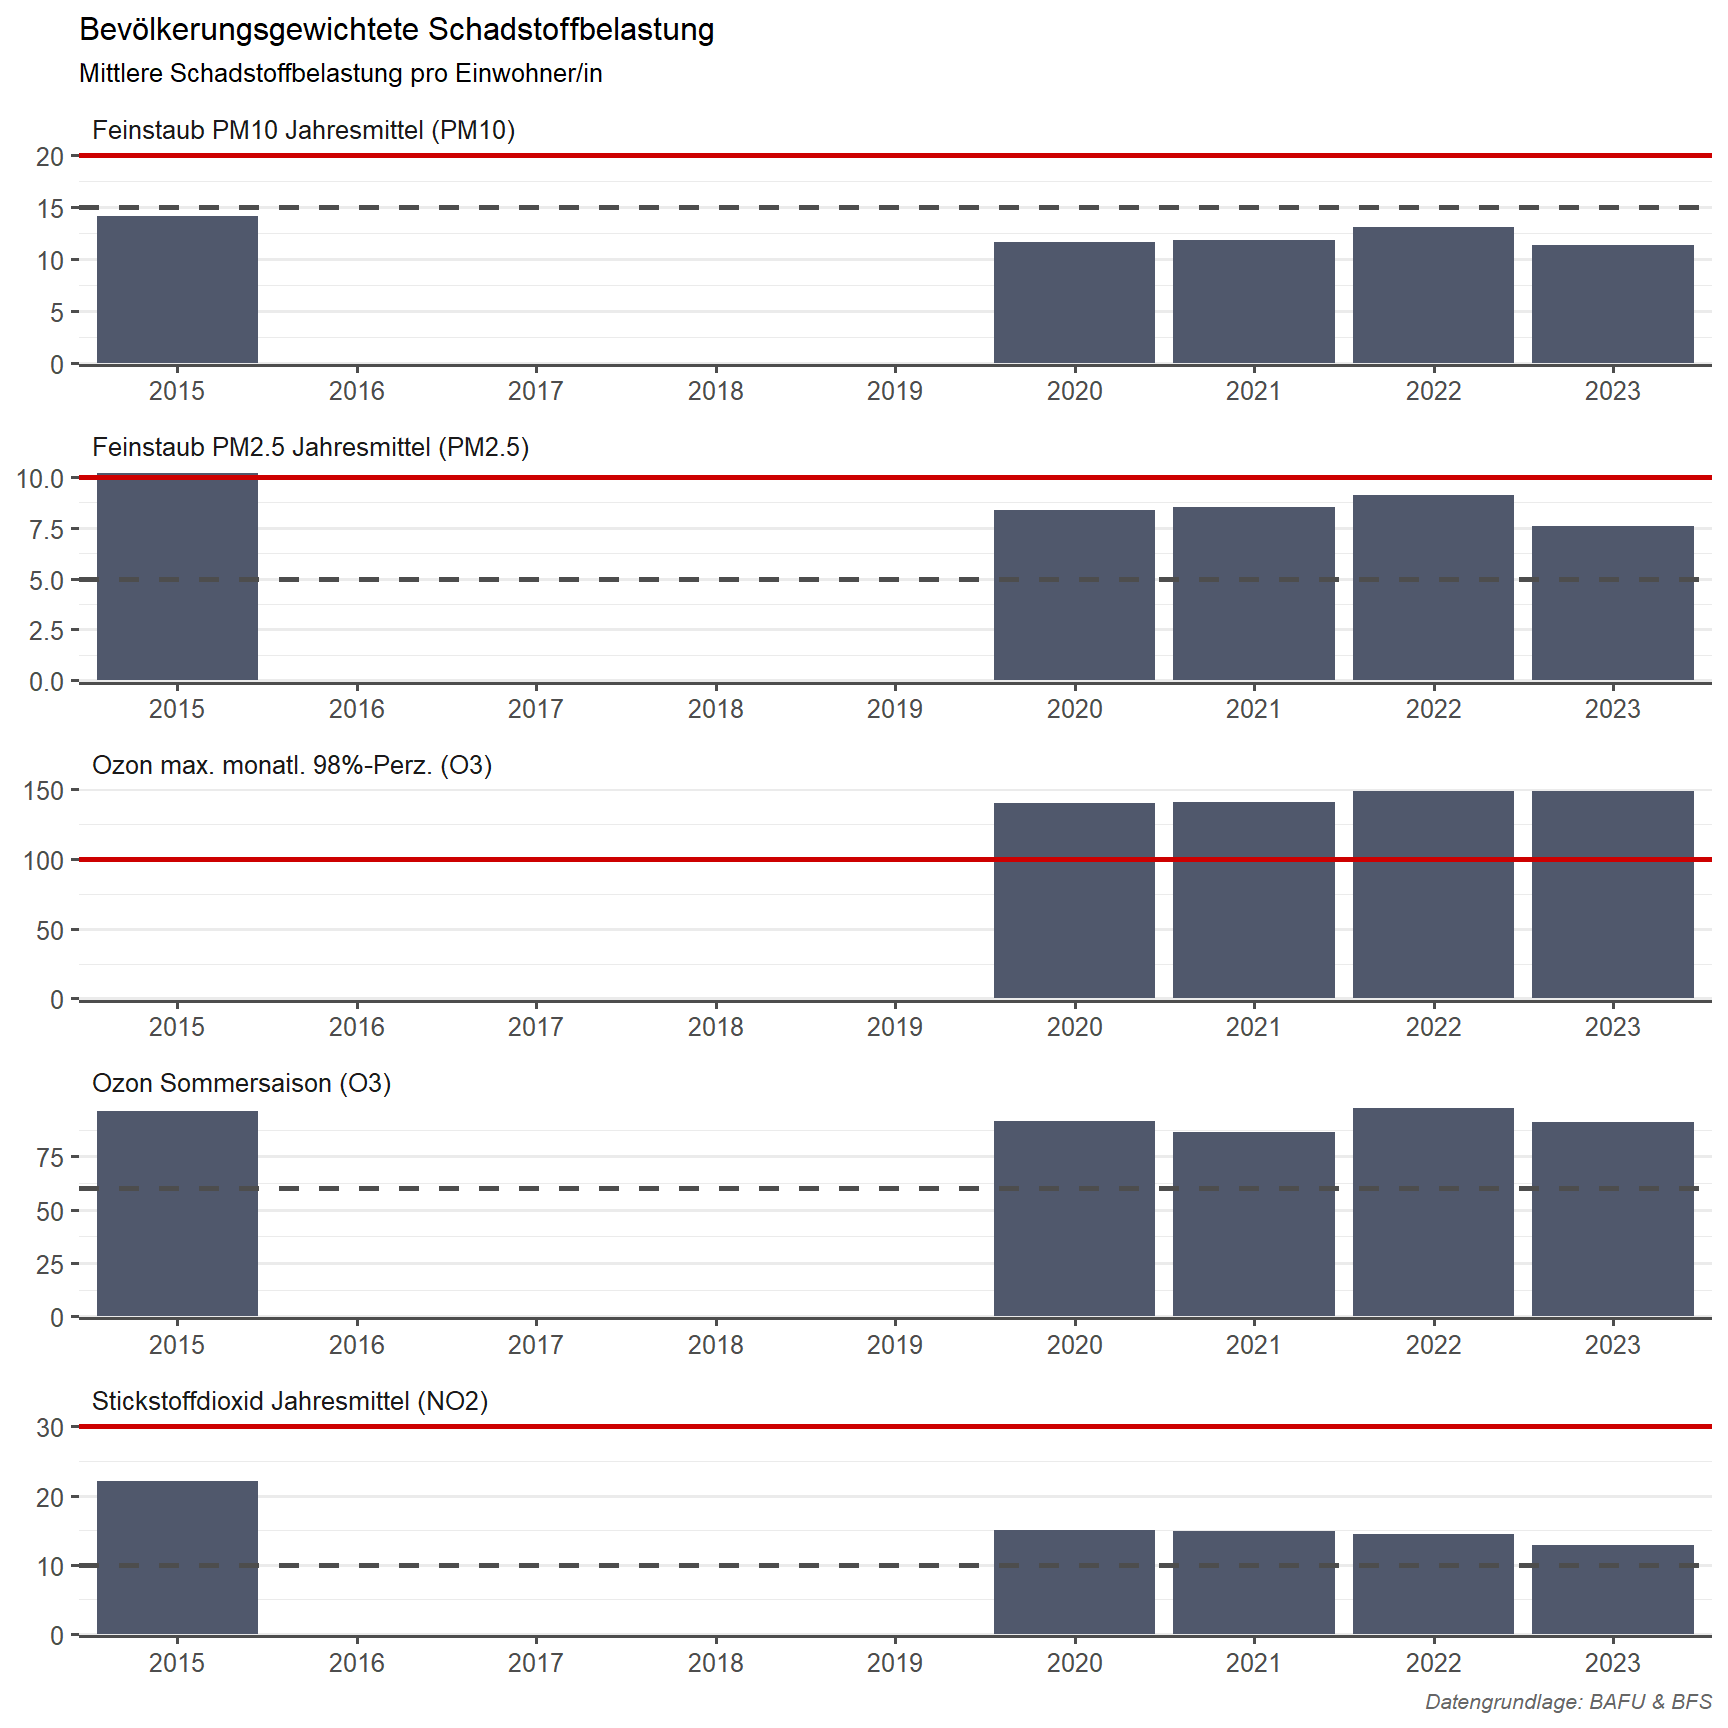 Bevölkerungsgewichtete Schadstoffbelastung
Mittlere Schadstoffbelastung pro Einwohner/in
Feinstaub PM10 Jahresmittel (PM10)
20
15
10
5
0
2015 2016 2017 2018 2019 2020 2021 2022 2023
Feinstaub PM2.5 Jahresmittel (PM2.5)
10.0
7.5
5.0
2.5
0.0
2015 2016 2017 2018 2019 2020 2021 2022 2023
Ozon max. monatl. 98%-Perz. (O3)
150
100
50
0
2015 2016 2017 2018 2019 2020 2021 2022 2023
Ozon Sommersaison (O3)
75
50
25
0
2015 2016 2017 2018 2019 2020 2021 2022 2023
Stickstoffdioxid Jahresmittel (NO2)
30
20
10
0
2015 2016 2017 2018 2019 2020 2021 2022 2023
Datengrundlage: BAFU & BFS